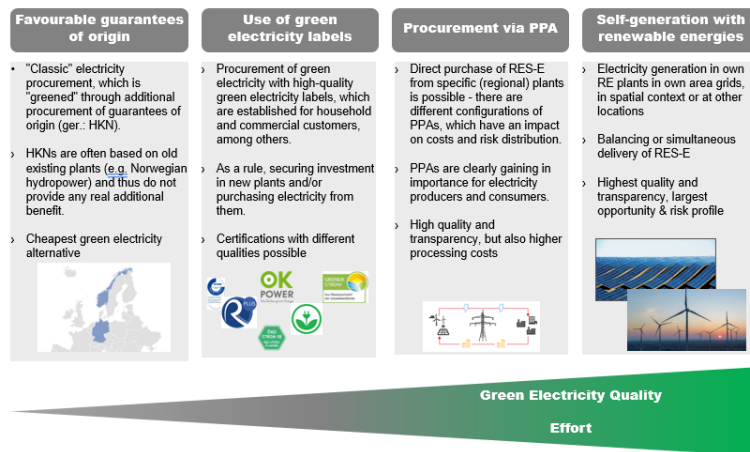 Favourable guarantees
of origin
• "Classic" electricity
procurement, which is
"greened" through additional
procurement of guarantees of
origin (ger.: HKN).
› HKNs are often based on old
existing plants (e.g. Norwegian
hydropower) and thus do not
provide any real additional
benefit.
› Cheapest green electricity
alternative
Use of green
electricity labels
› Procurement of green
electricity with high-quality
green electricity labels, which
are established for household
and commercial customers,
among others.
› As a rule, securing investment
in new plants and/or
purchasing electricity from
them.
› Certifications with different
qualities possible
OK
POWER
R PLUS
GRÜNER
STROM
ÖKO
STROM
Procurement via PPA
› Direct purchase of RES-E
from specific (regional) plants
is possible - there are
different configurations of
PPAs, which have an impact
on costs and risk distribution.
› PPAs are clearly gaining in
importance for electricity
producers and consumers.
› High quality and
transparency, but also higher
processing costs
Self-generation with
renewable energies
› Electricity generation in own
RE plants in own area grids,
in spatial context or at other
locations
› Balancing or simultaneous
delivery of RES-E
› Highest quality and
transparency, largest
opportunity & risk profile
Green Electricity Quality
Effort